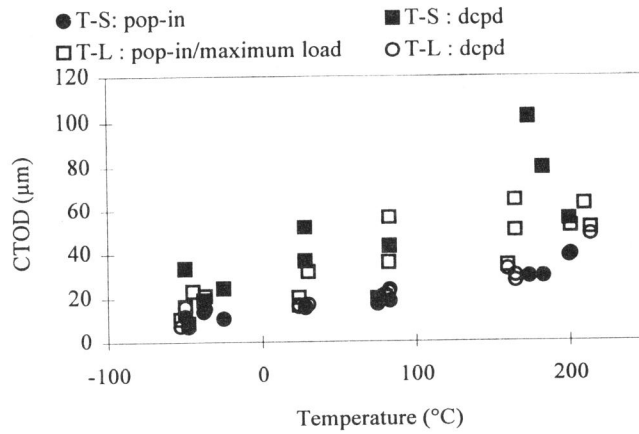 ● T-S: pop-in ■ T-S : dcpd
□ T-L : pop-in/maximum load ○ T-L : dcpd
120
100
80
60
40
20
0
CTOD (μm)
-100 0 100 200
Temperature (°C)